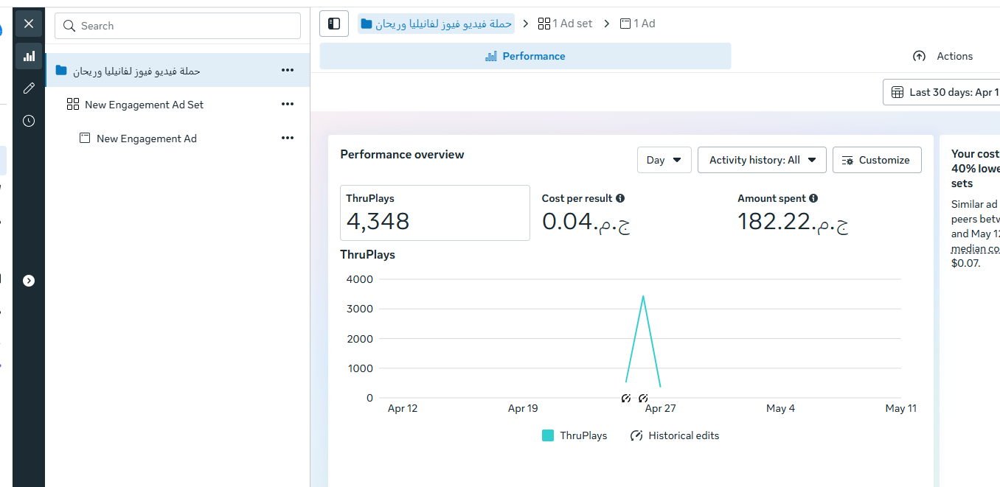 Search
حملة فيديو فيوز لفانيليا وريحان
New Engagement Ad Set
New Engagement Ad
حملة فيديو فيوز لفانيليا وريحان
1 Ad set
1 Ad
Performance
Actions
Last 30 days: Apr 1
Performance overview
Day
Activity history: All
Customize
ThruPlays
4,348
Cost per result
0.04.ج.م
Amount spent
182.22.ج.م
ThruPlays
4000
3000
2000
1000
0
Apr 12
Apr 19
Apr 27
May 4
May 11
ThruPlays
Historical edits
Your cost
40% lowe
sets
Similar ad
peers betw
and May 12
median co
$0.07.